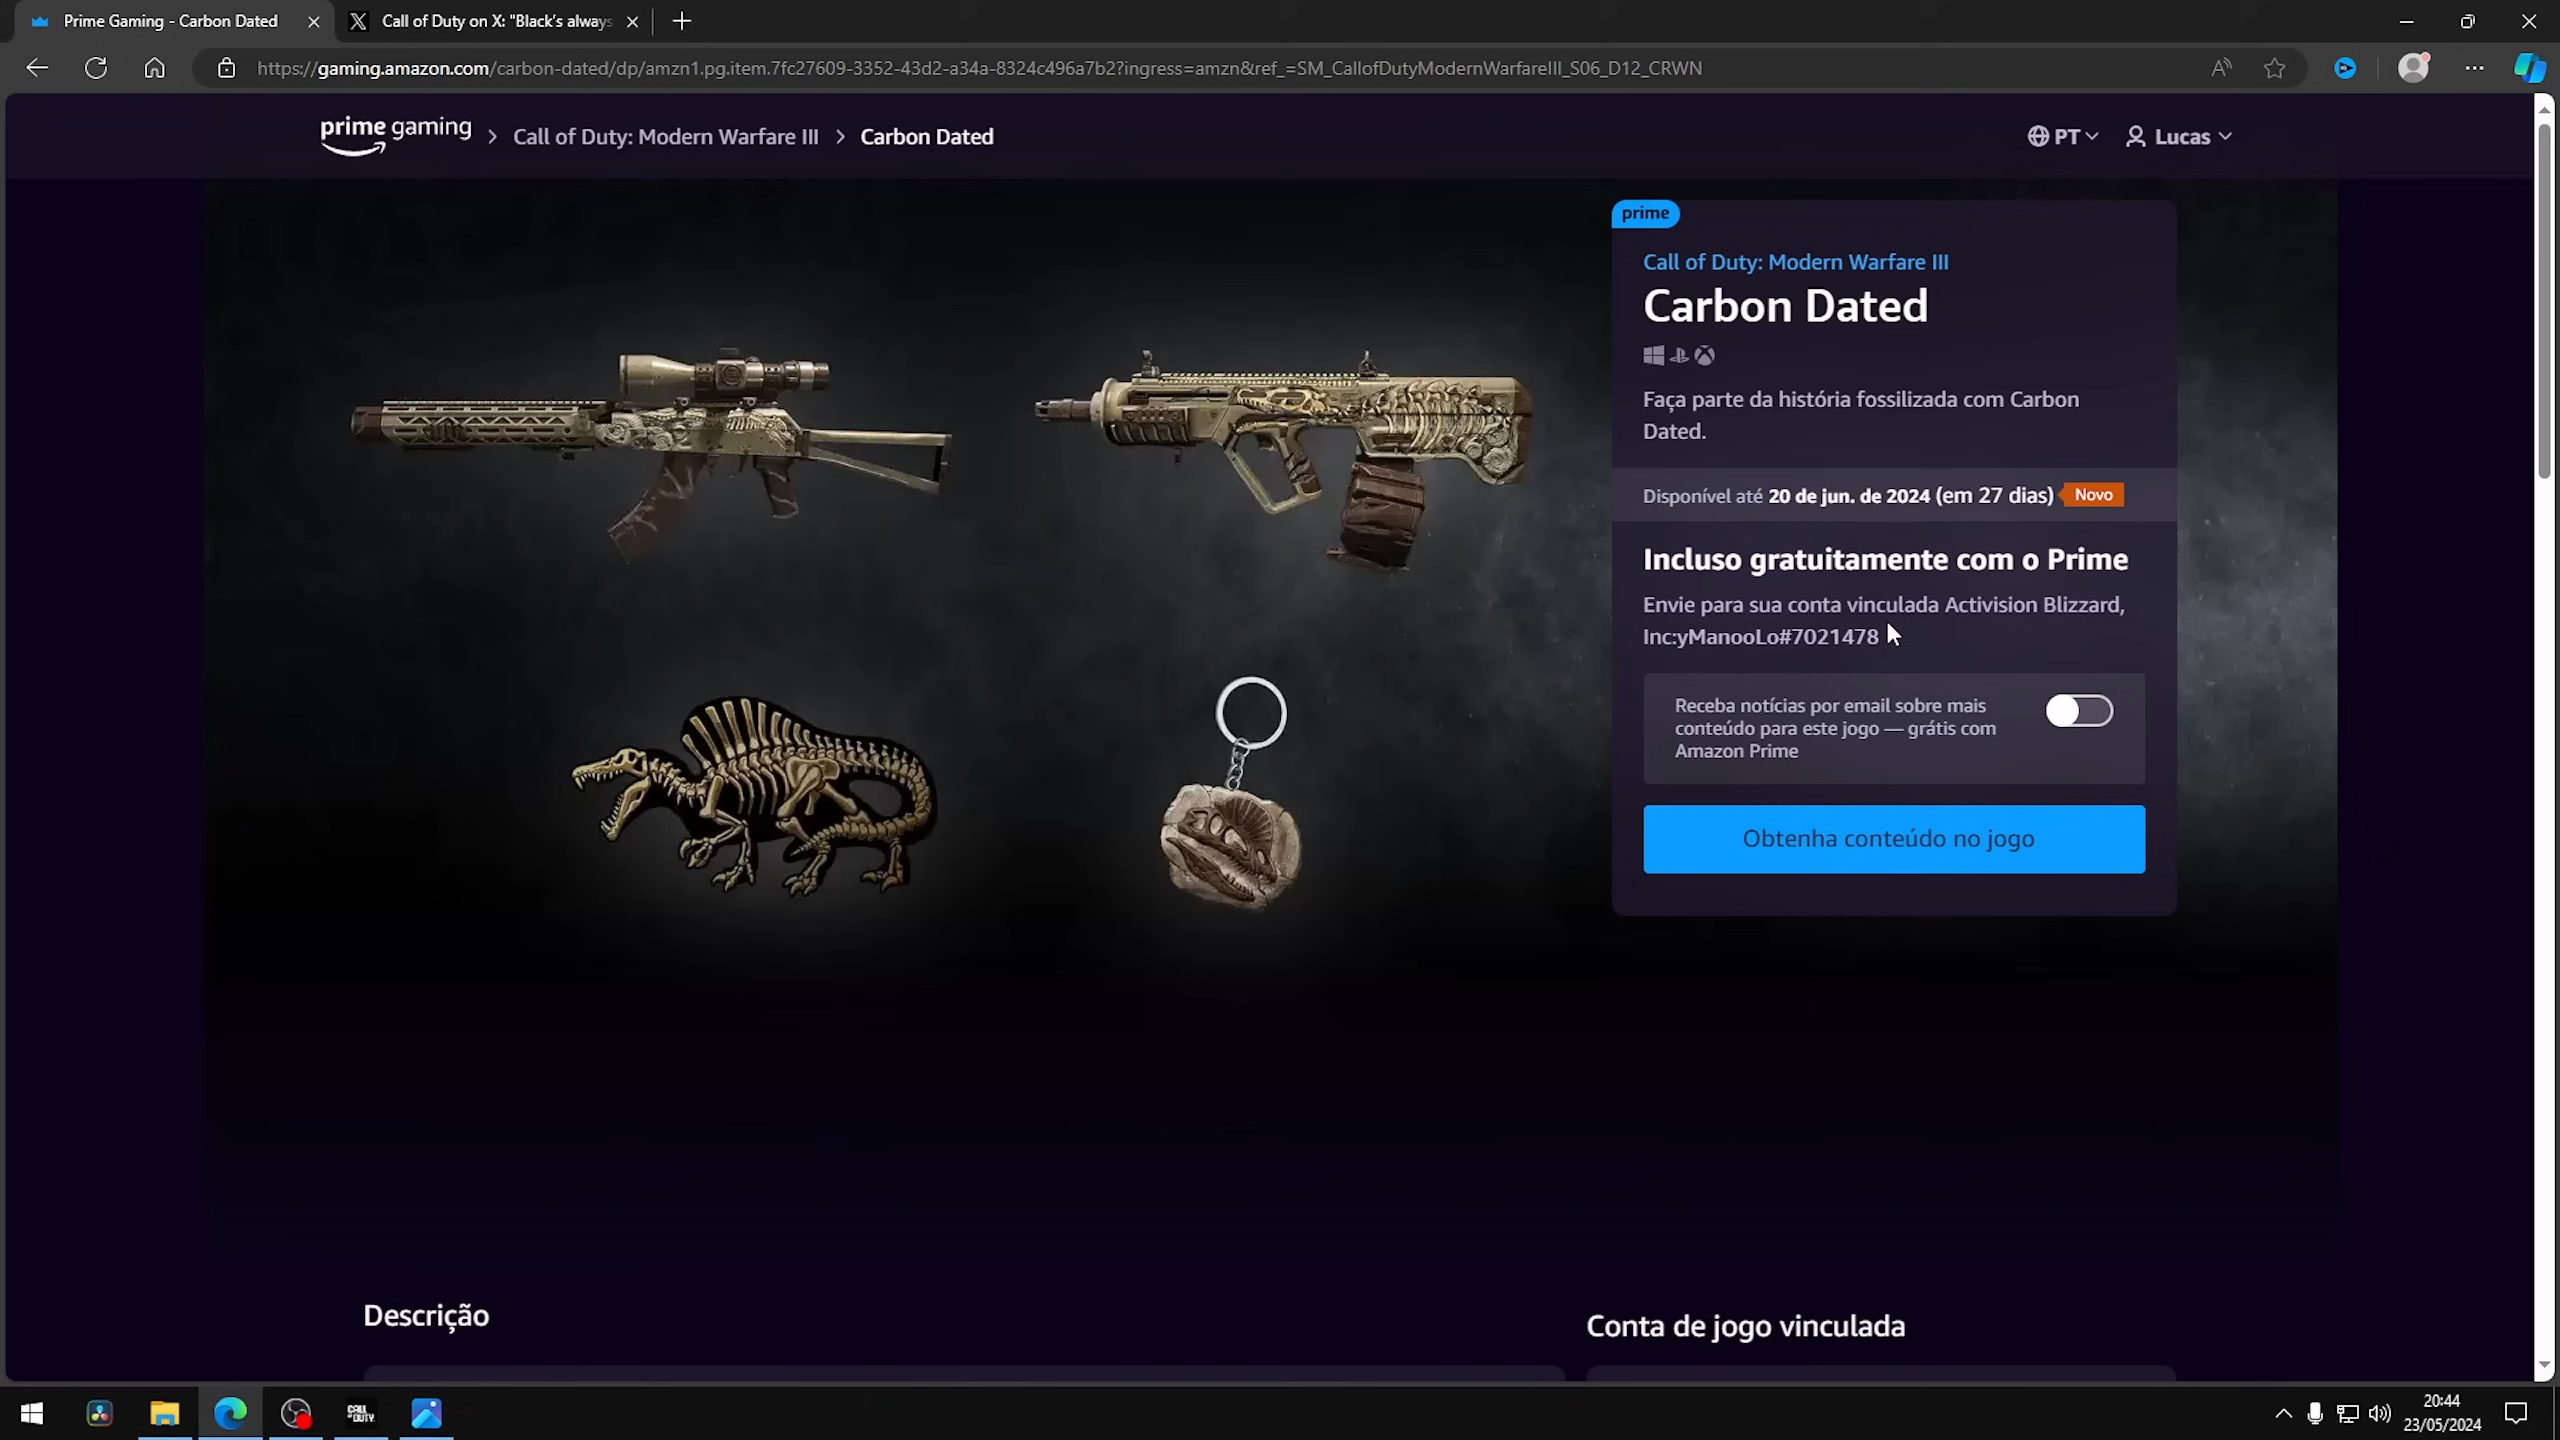 Prime Gaming - Carbon Dated
Call of Duty on X: "Black's always
https://gaming.amazon.com/carbon-dated/dp/amzn1.pg.item.7fc27609-3352-43d2-a34a-8324c496a7b2?ingress=amzn&ref_=SM_CallofDutyModernWarfareIII_S06_D12_CRWN
prime gaming > Call of Duty: Modern Warfare III > Carbon Dated
PT
Lucas
prime
Call of Duty: Modern Warfare III
Carbon Dated
Faça parte da história fossilizada com Carbon
Dated.
Disponível até 20 de jun. de 2024 (em 27 dias) Novo
Incluso gratuitamente com o Prime
Envie para sua conta vinculada Activision Blizzard,
Inc:yManooLo#7021478
Receba notícias por email sobre mais
conteúdo para este jogo — grátis com
Amazon Prime
Obtenha conteúdo no jogo
Descrição
Conta de jogo vinculada
CALL OF DUTY
20:44
23/05/2024